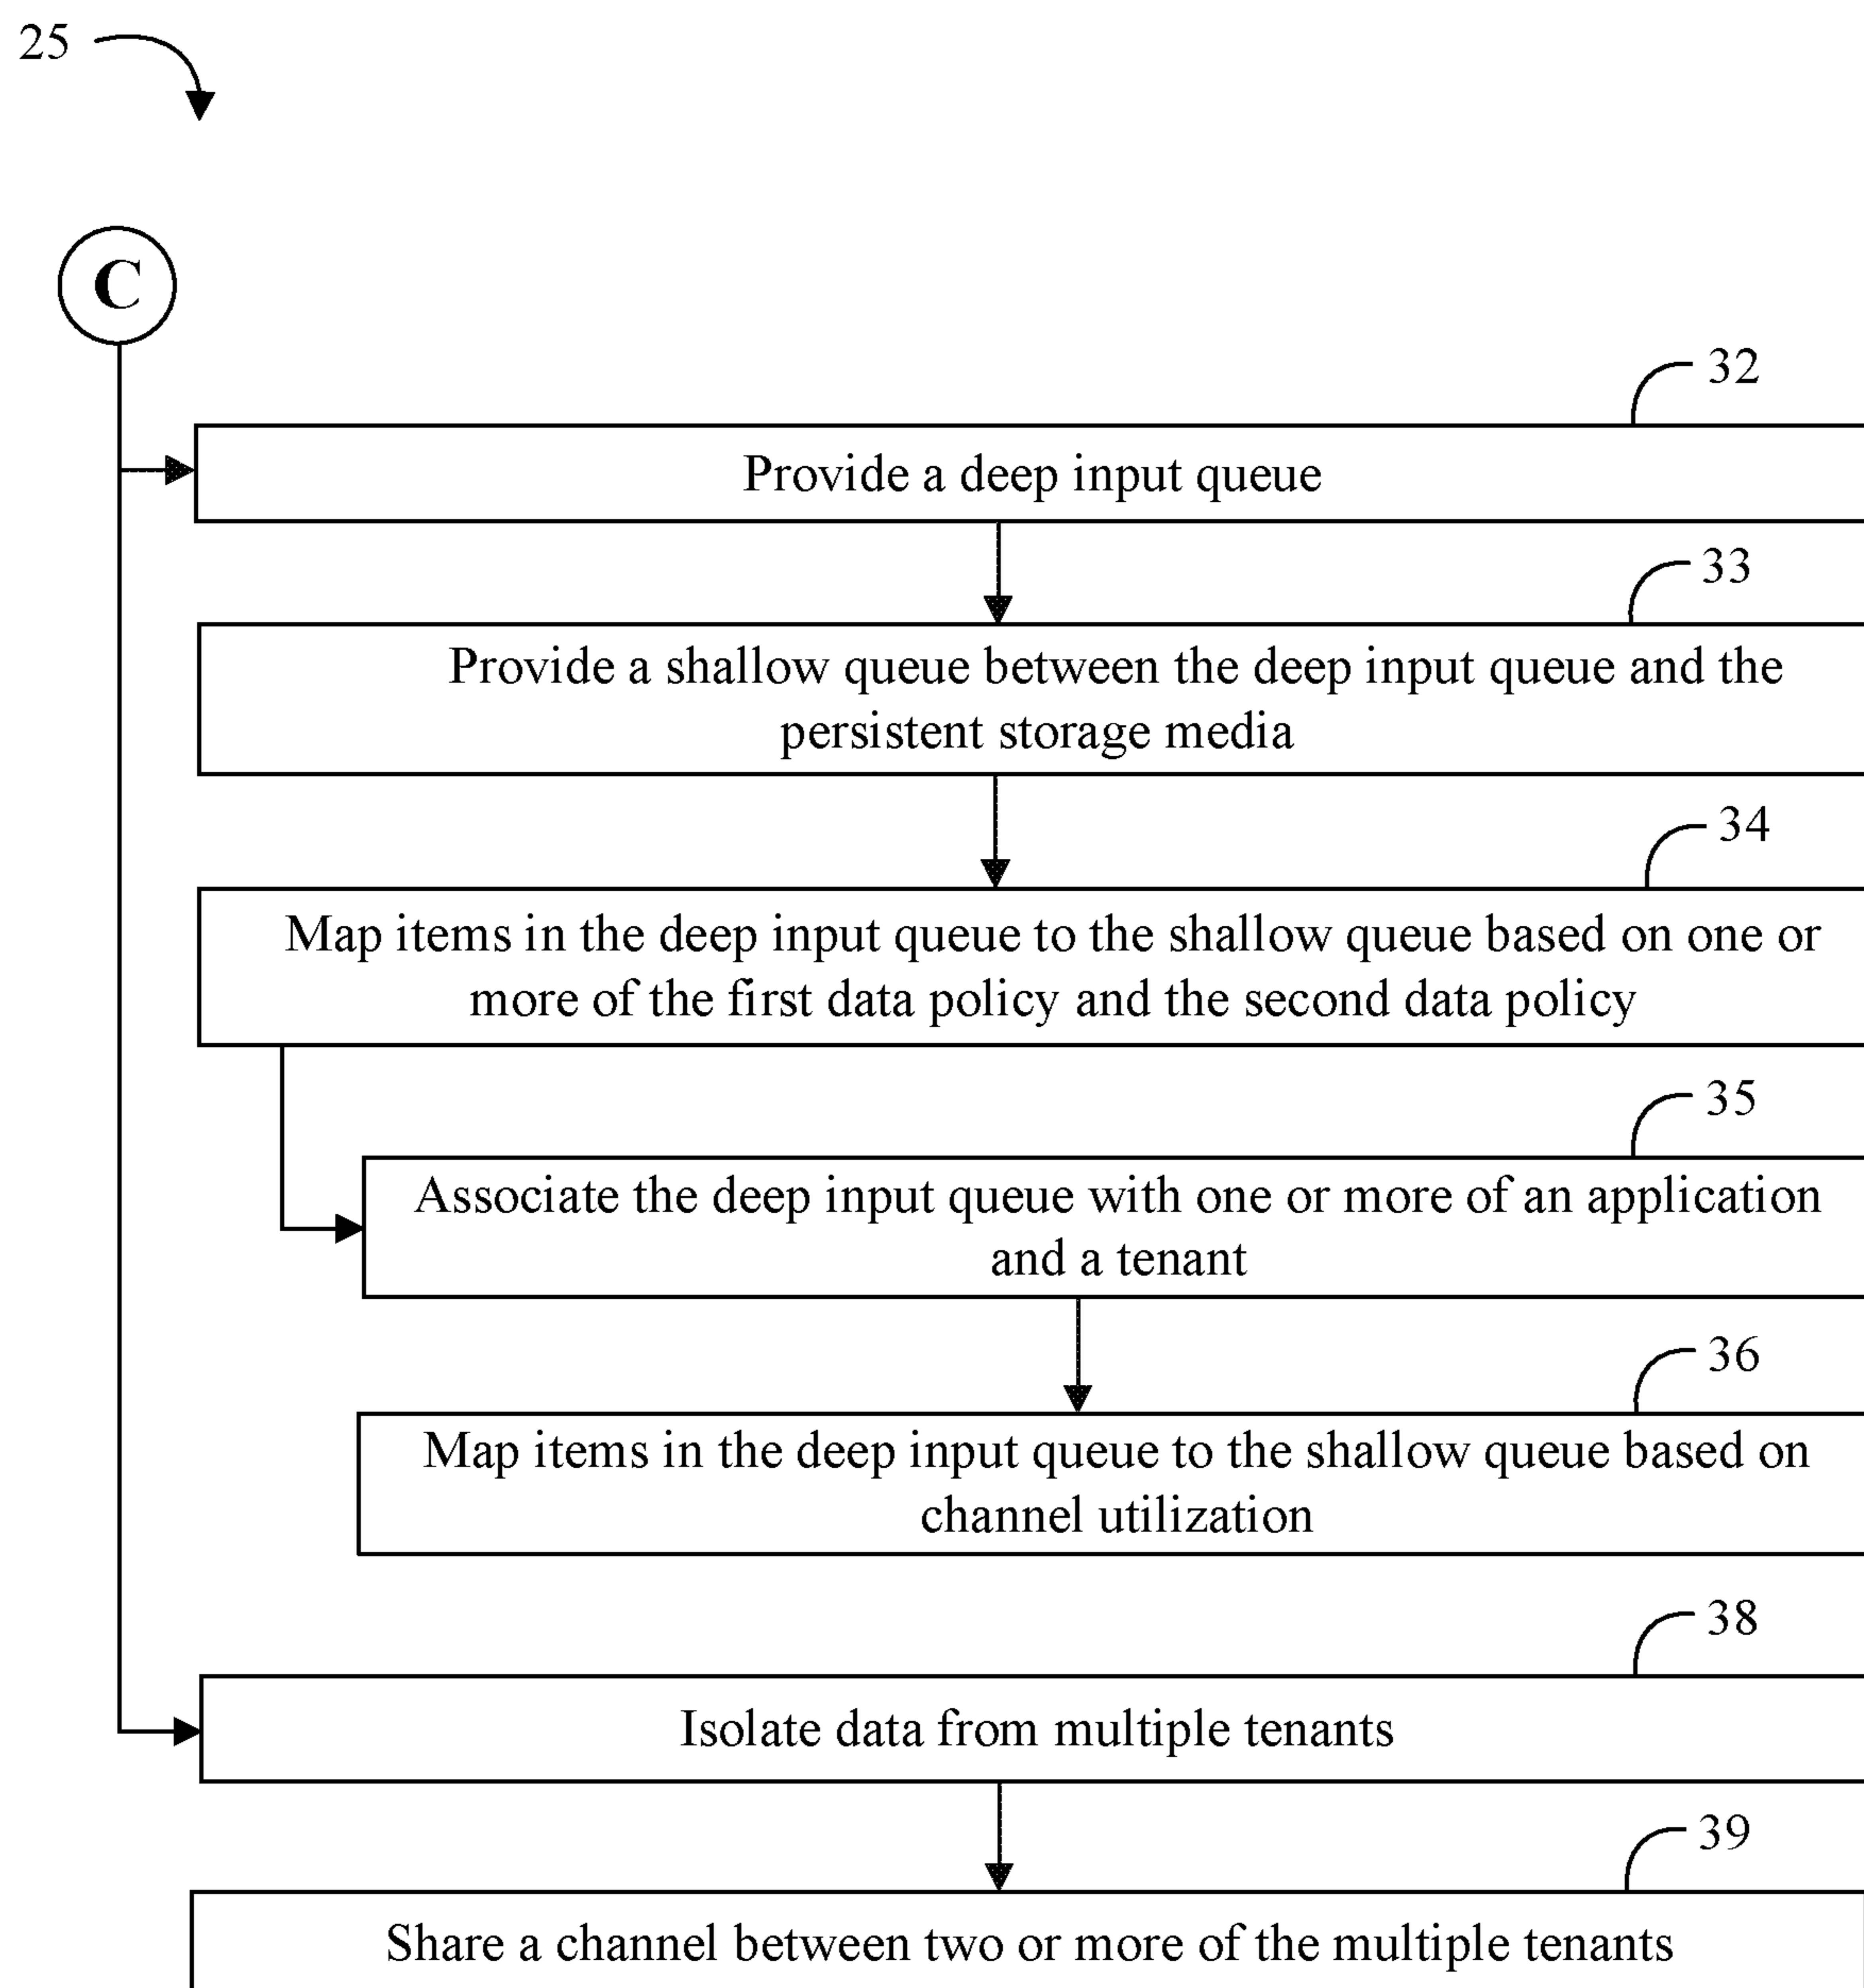 25
C
32
Provide a deep input queue
33
Provide a shallow queue between the deep input queue and the
persistent storage media
34
Map items in the deep input queue to the shallow queue based on one or
more of the first data policy and the second data policy
35
Associate the deep input queue with one or more of an application
and a tenant
36
Map items in the deep input queue to the shallow queue based on
channel utilization
38
Isolate data from multiple tenants
39
Share a channel between two or more of the multiple tenants